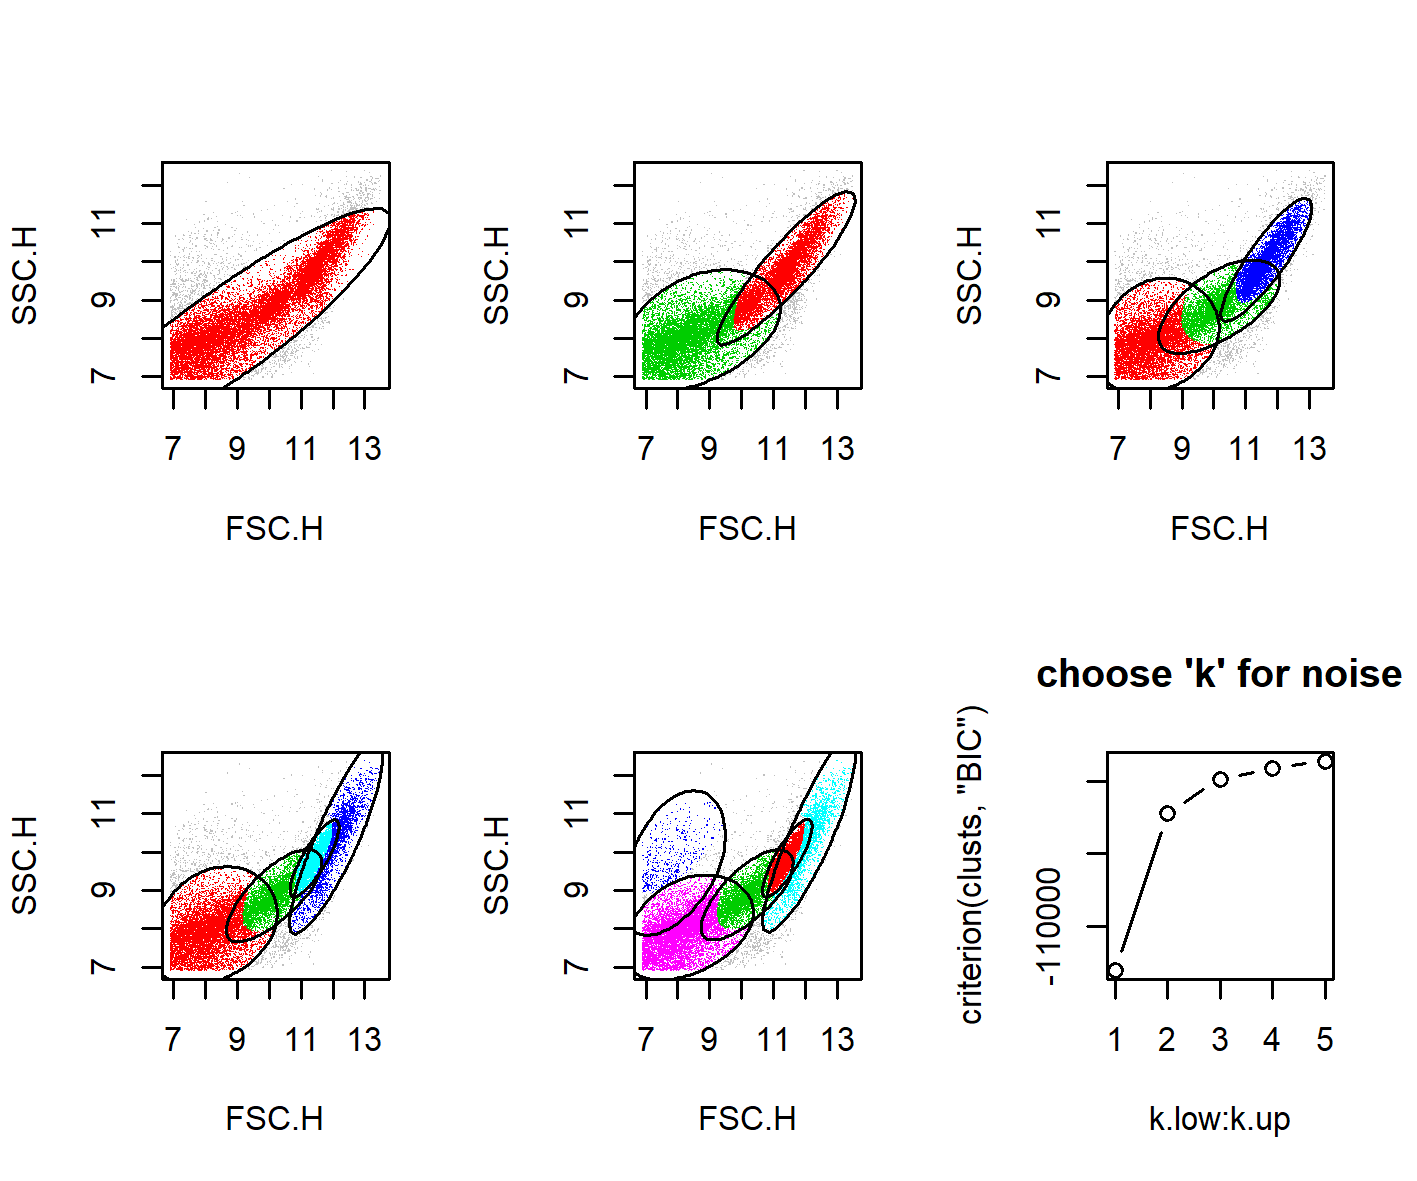 SSC.H
11
9
7
7 9 11 13
FSC.H
SSC.H
11
9
7
7 9 11 13
FSC.H
SSC.H
11
9
7
7 9 11 13
FSC.H
SSC.H
11
9
7
7 9 11 13
FSC.H
SSC.H
11
9
7
7 9 11 13
FSC.H
choose 'k' for noise
criterion(clusts, "BIC")
-110000
1 2 3 4 5
k.low:k.up